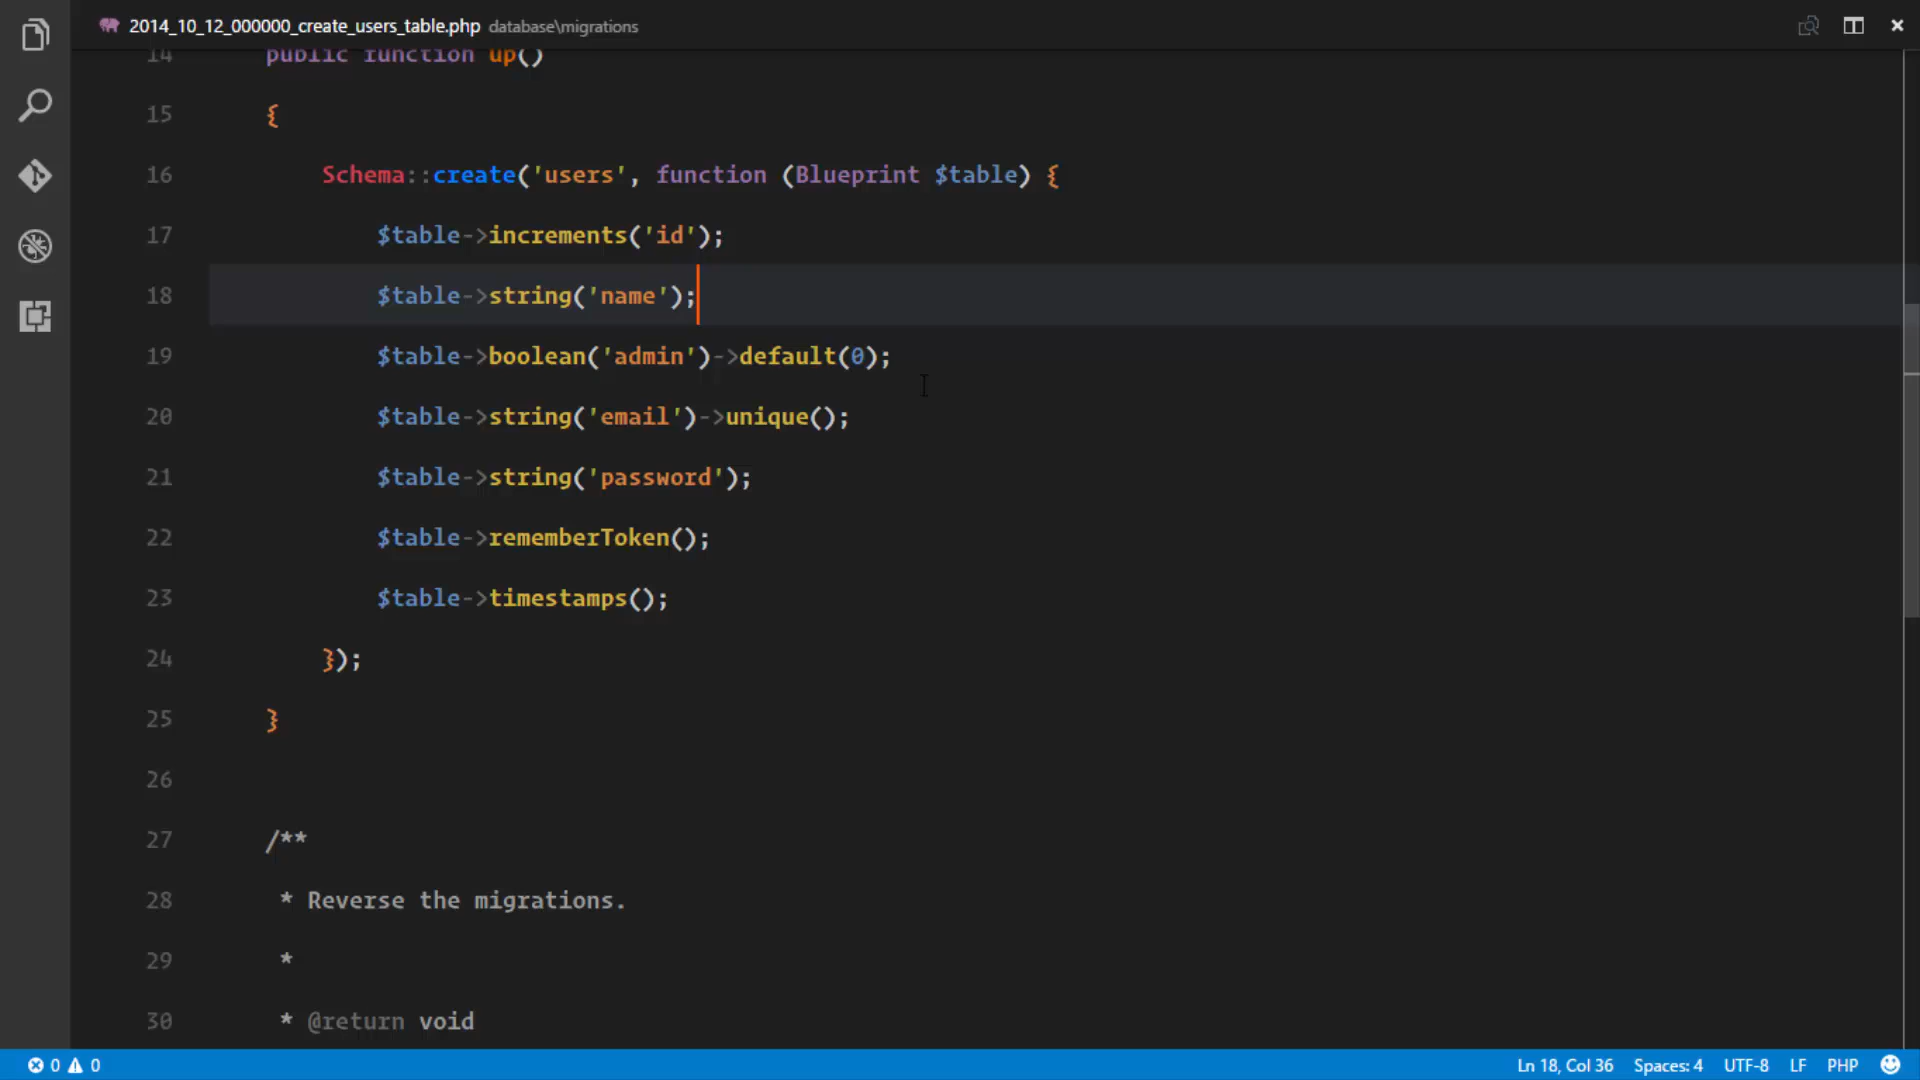 2014_10_12_000000_create_users_table.php database\migrations
14 public function up()
15 {
16 Schema::create('users', function (Blueprint $table) {
17 $table->increments('id');
18 $table->string('name');
19 $table->boolean('admin')->default(0);
20 $table->string('email')->unique();
21 $table->string('password');
22 $table->rememberToken();
23 $table->timestamps();
24 });
25 }
26
27 /**
28 * Reverse the migrations.
29 *
30 * @return void
0 0 Ln 18, Col 36 Spaces: 4 UTF-8 LF PHP